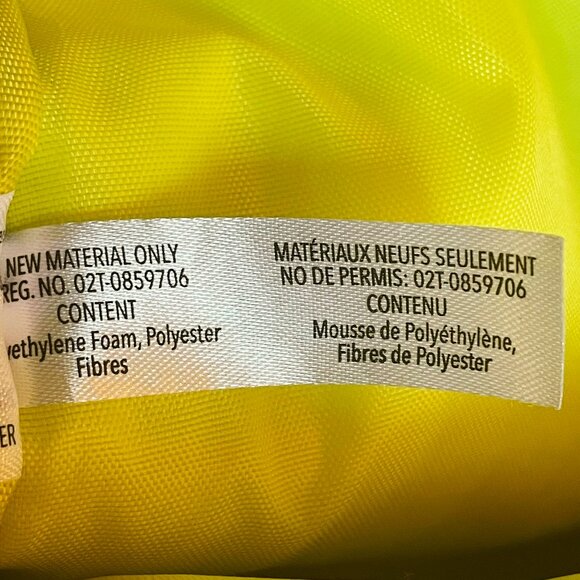 NEW MATERIAL ONLY
REG. NO. 02T-0859706
CONTENT
Foam, Polyester
Fibres
MATÉRIAUX NEUFS SEULEMENT
NO DE PERMIS: 02T-0859706
CONTENU
Mousse de Polyéthylène,
Fibres de Polyester